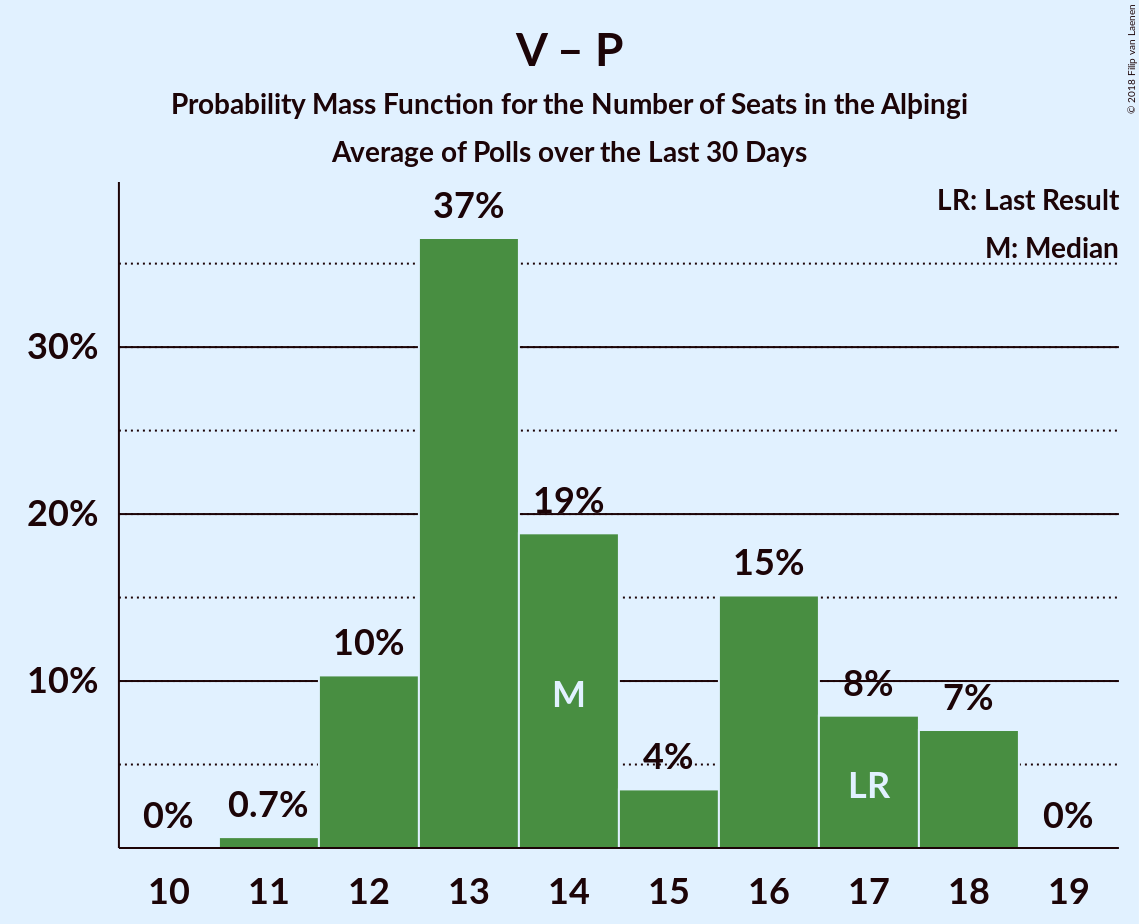 V – P
Probability Mass Function for the Number of Seats in the Alþingi
Average of Polls over the Last 30 Days
© 2018 Filip van Laenen
LR: Last Result
M: Median
37%
30%
19%
20%
15%
10%
10%
8%
7%
M
4%
LR
0%
0.7%
0%
10 11 12 13 14 15 16 17 18 19